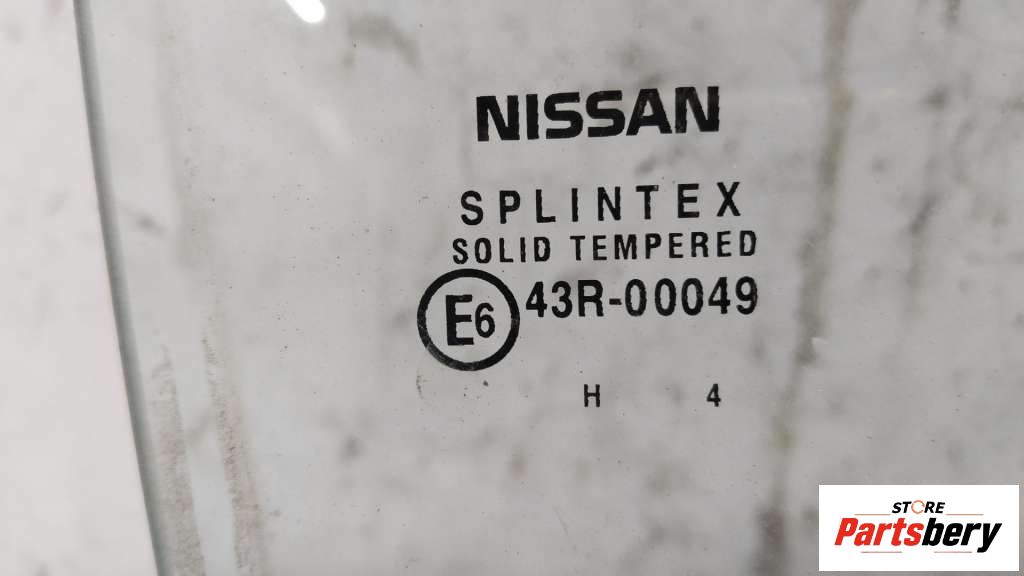 NISSAN
SPLINTEX
SOLID TEMPERED
E6 43R-00049
H 4
STORE
Partsbery